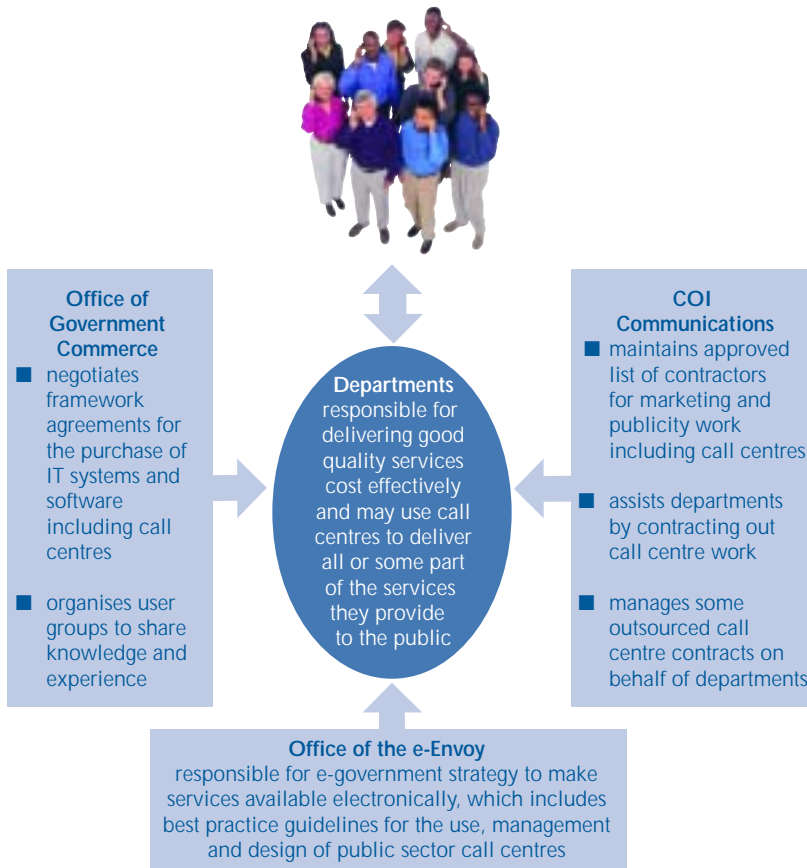 Office of
Government
Commerce
■ negotiates
framework
agreements for
the purchase of
IT systems and
software
including call
centres
■ organises user
groups to share
knowledge and
experience
Departments
responsible for
delivering good
quality services
cost effectively
and may use call
centres to deliver
all or some part
of the services
they provide
to the public
COI
Communications
■ maintains approved
list of contractors
for marketing and
publicity work
including call centres
■ assists departments
by contracting out
call centre work
■ manages some
outsourced call
centre contracts on
behalf of departments
Office of the e-Envoy
responsible for e-government strategy to make
services available electronically, which includes
best practice guidelines for the use, management
and design of public sector call centres